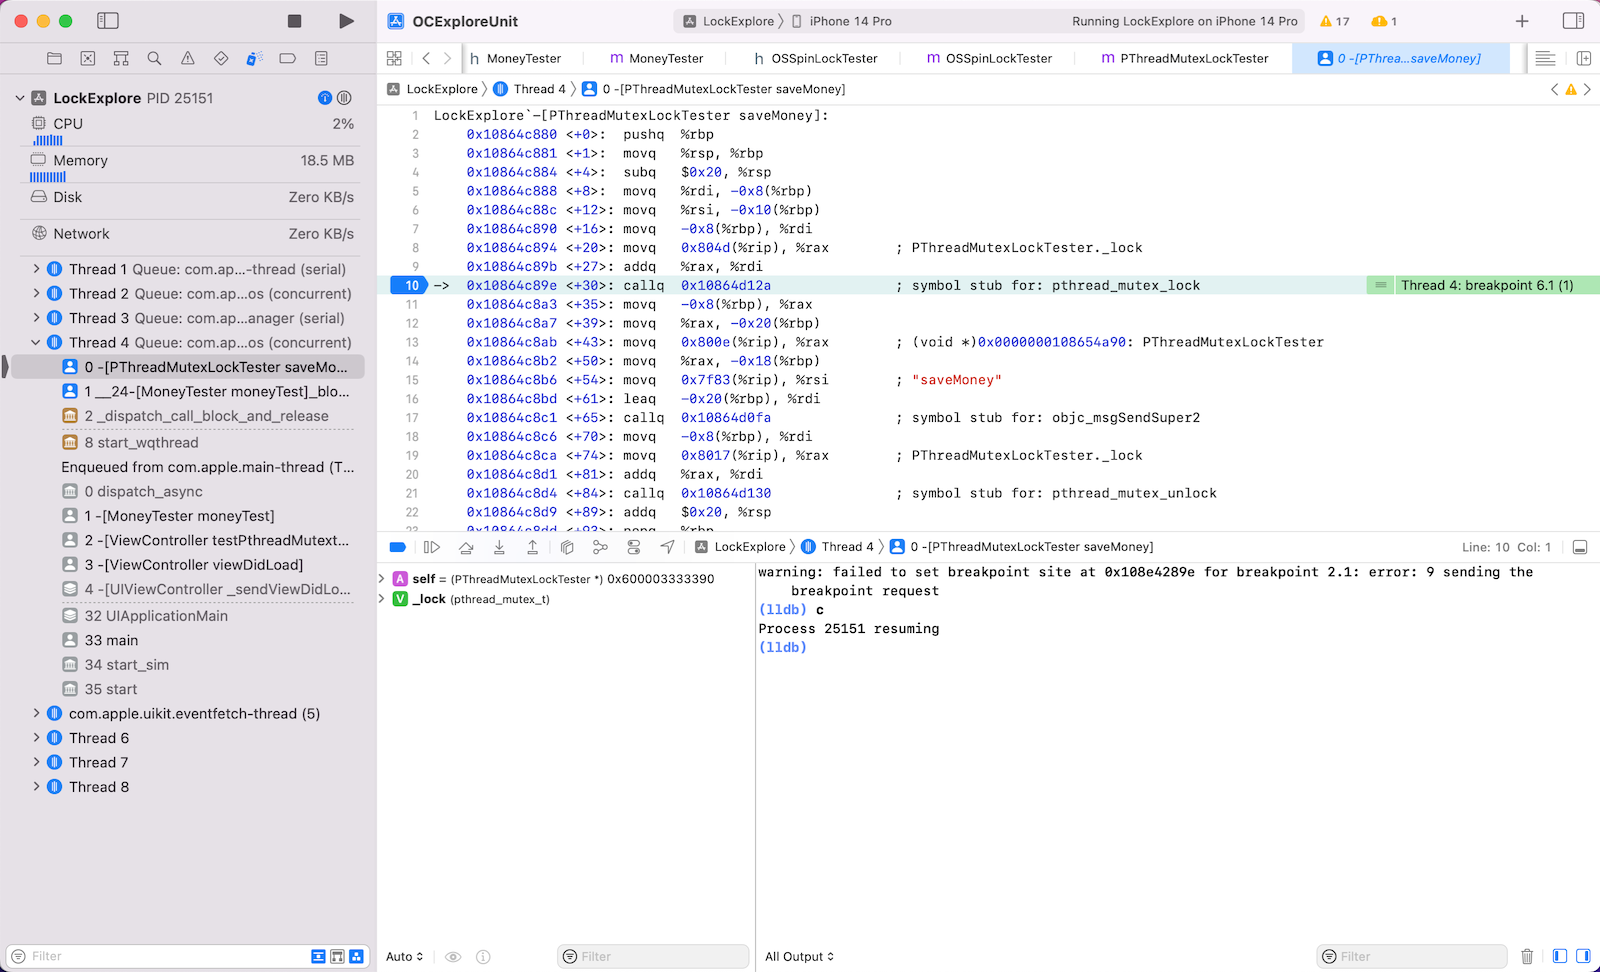 OCExploreUnit
LockExplore
iPhone 14 Pro
Running LockExplore on iPhone 14 Pro
17
1
MoneyTester
MoneyTester
OSSpinLockTester
OSSpinLockTester
PThreadMutexLockTester
0 -[PThrea...saveMoney]
LockExplore
Thread 4
0 -[PThreadMutexLockTester saveMoney]
LockExplore PID 25151
CPU 2%
Memory 18.5 MB
Disk Zero KB/s
Network Zero KB/s
Thread 1 Queue: com.ap...-thread (serial)
Thread 2 Queue: com.ap...os (concurrent)
Thread 3 Queue: com.ap...anager (serial)
Thread 4 Queue: com.ap...os (concurrent)
0 -[PThreadMutexLockTester saveMo...
1 __24-[MoneyTester moneyTest]_blo...
2 _dispatch_call_block_and_release
8 start_wqthread
Enqueued from com.apple.main-thread (T...
0 dispatch_async
1 -[MoneyTester moneyTest]
2 -[ViewController testPthreadMutext...
3 -[ViewController viewDidLoad]
4 -[UIViewController _sendViewDidLo...
32 UIApplicationMain
33 main
34 start_sim
35 start
com.apple.uikit.eventfetch-thread (5)
Thread 6
Thread 7
Thread 8
Filter
1 LockExplore`-[PThreadMutexLockTester saveMoney]:
2 0x10864c880 <+0>: pushq %rbp
3 0x10864c881 <+1>: movq %rsp, %rbp
4 0x10864c884 <+4>: subq $0x20, %rsp
5 0x10864c888 <+8>: movq %rdi, -0x8(%rbp)
6 0x10864c88c <+12>: movq %rsi, -0x10(%rbp)
7 0x10864c890 <+16>: movq -0x8(%rbp), %rdi
8 0x10864c894 <+20>: movq 0x804d(%rip), %rax ; PThreadMutexLockTester._lock
9 0x10864c89b <+27>: addq %rax, %rdi
10 -> 0x10864c89e <+30>: callq 0x10864d12a ; symbol stub for: pthread_mutex_lock Thread 4: breakpoint 6.1 (1)
11 0x10864c8a3 <+35>: movq -0x8(%rbp), %rax
12 0x10864c8a7 <+39>: movq %rax, -0x20(%rbp)
13 0x10864c8ab <+43>: movq 0x800e(%rip), %rax ; (void *)0x0000000108654a90: PThreadMutexLockTester
14 0x10864c8b2 <+50>: movq %rax, -0x18(%rbp)
15 0x10864c8b6 <+54>: movq 0x7f83(%rip), %rsi ; "saveMoney"
16 0x10864c8bd <+61>: leaq -0x20(%rbp), %rdi
17 0x10864c8c1 <+65>: callq 0x10864d0fa ; symbol stub for: objc_msgSendSuper2
18 0x10864c8c6 <+70>: movq -0x8(%rbp), %rdi
19 0x10864c8ca <+74>: movq 0x8017(%rip), %rax ; PThreadMutexLockTester._lock
20 0x10864c8d1 <+81>: addq %rax, %rdi
21 0x10864c8d4 <+84>: callq 0x10864d130 ; symbol stub for: pthread_mutex_unlock
22 0x10864c8d9 <+89>: addq $0x20, %rsp
23 0x10864c8dd <+93>: popq %rbp
LockExplore
Thread 4
0 -[PThreadMutexLockTester saveMoney]
Line: 10 Col: 1
A self = (PThreadMutexLockTester *) 0x600003333390
V _lock (pthread_mutex_t)
warning: failed to set breakpoint site at 0x108e4289e for breakpoint 2.1: error: 9 sending the
breakpoint request
(lldb) c
Process 25151 resuming
(lldb)
Auto
Filter
All Output
Filter